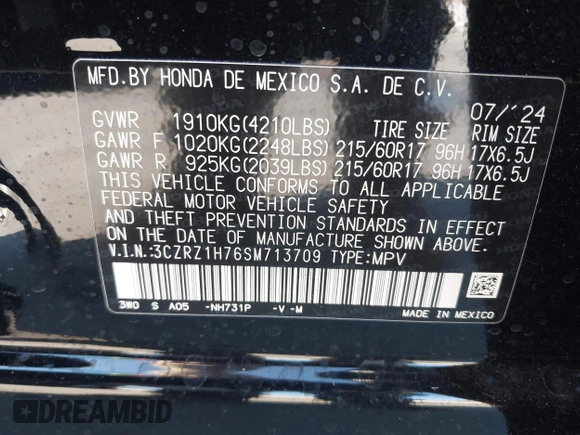 MFD.BY HONDA DE MEXICO S.A. DE C.V.
07/'24
GVWR 1910KG(4210LBS) TIRE SIZE RIM SIZE
GAWR F 1020KG(2248LBS) 215/60R17 96H 17X6.5J
GAWR R 925KG(2039LBS) 215/60R17 96H 17X6.5J
THIS VEHICLE CONFORMS TO ALL APPLICABLE
FEDERAL MOTOR VEHICLE SAFETY
AND THEFT PREVENTION STANDARDS IN EFFECT
ON THE DATE OF MANUFACTURE SHOWN
ABOVE.
V.I.N.:3CZRZ1H76SM713709 TYPE:MPV
3W0 S A05 -NH731P -V -M
MADE IN MEXICO
DREAMBID